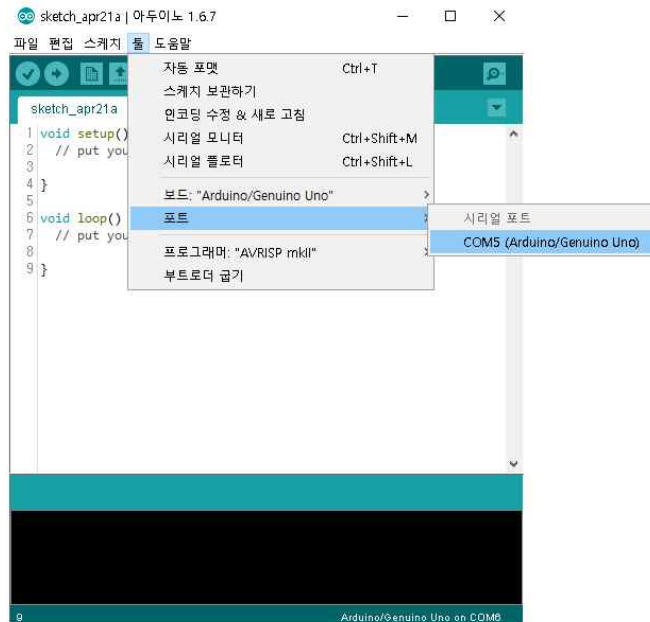 sketch_apr21a | 아두이노 1.6.7
파일 편집 스케치 툴 도움말
sketch_apr21a
자동 포맷 Ctrl+T
스케치 보관하기
인코딩 수정 & 새로 고침
시리얼 모니터 Ctrl+Shift+M
시리얼 플로터 Ctrl+Shift+L
보드: "Arduino/Genuino Uno"
포트
프로그래머: "AVRISP mkII"
부트로더 굽기
시리얼 포트
COM5 (Arduino/Genuino Uno)
1 void setup()
2 // put you
3
4 }
5
6 void loop()
7 // put you
8
9 }
9 Arduino/Genuino Uno on COM6